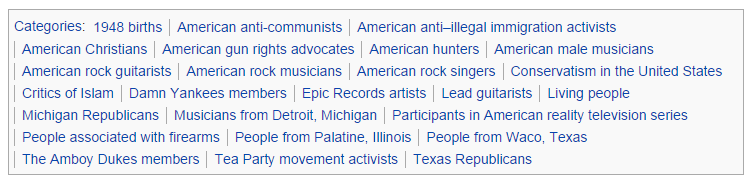 Categories: 1948 births | American anti-communists | American anti–illegal immigration activists
American Christians | American gun rights advocates | American hunters | American male musicians
American rock guitarists | American rock musicians | American rock singers | Conservatism in the United States
Critics of Islam | Damn Yankees members | Epic Records artists | Lead guitarists | Living people
Michigan Republicans | Musicians from Detroit, Michigan | Participants in American reality television series
People associated with firearms | People from Palatine, Illinois | People from Waco, Texas
The Amboy Dukes members | Tea Party movement activists | Texas Republicans